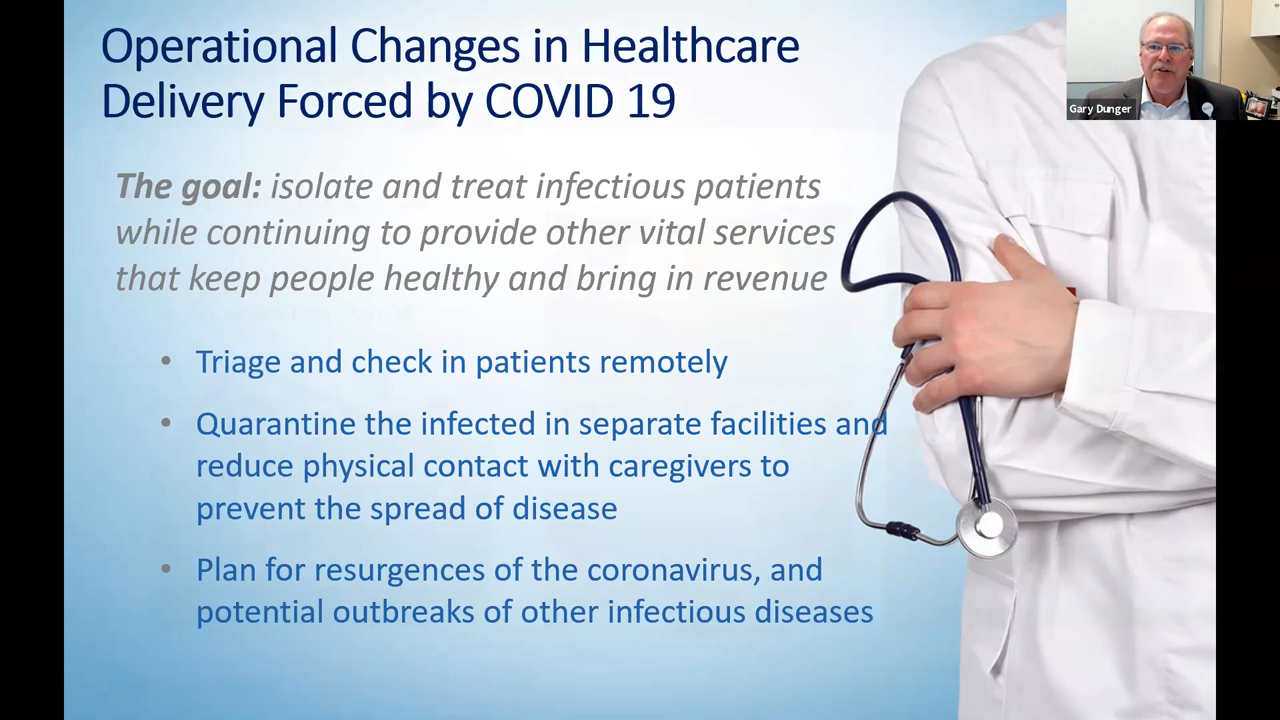 Operational Changes in Healthcare
Delivery Forced by COVID 19
Gary Dunger
The goal: isolate and treat infectious patients
while continuing to provide other vital services
that keep people healthy and bring in revenue
• Triage and check in patients remotely
• Quarantine the infected in separate facilities and
reduce physical contact with caregivers to
prevent the spread of disease
• Plan for resurgences of the coronavirus, and
potential outbreaks of other infectious diseases